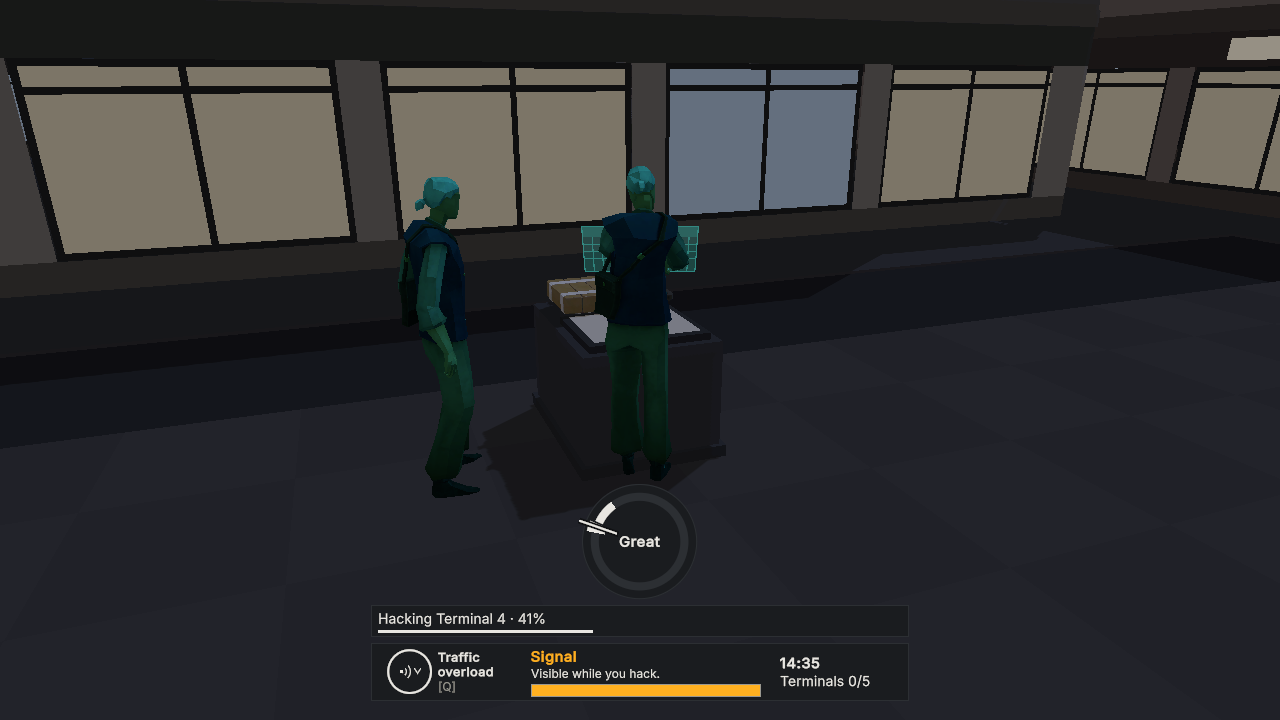 Great
Hacking Terminal 4 · 41%
Traffic
overload
[Q]
Signal
Visible while you hack.
14:35
Terminals 0/5